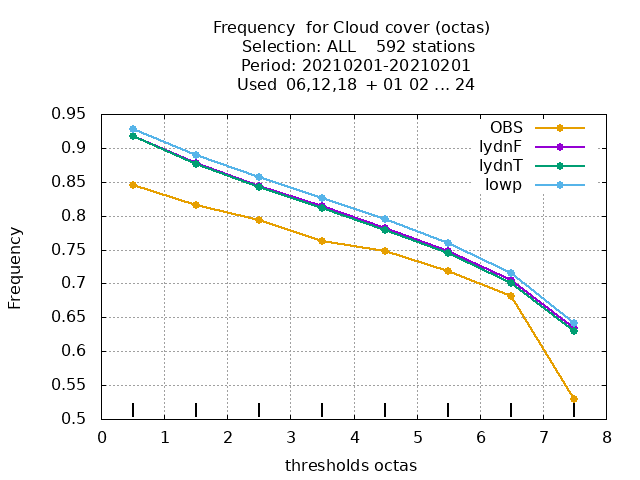 Frequency  for Cloud cover (octas)
Selection: ALL    592 stations
Period: 20210201-20210201
Used  06,12,18  + 01 02 ... 24
0.95
0.9
0.85
0.8
0.75
0.7
0.65
0.6
0.55
0.5
Frequency
OBS
lydnF
lydnT
lowp
0 1 2 3 4 5 6 7 8
thresholds octas